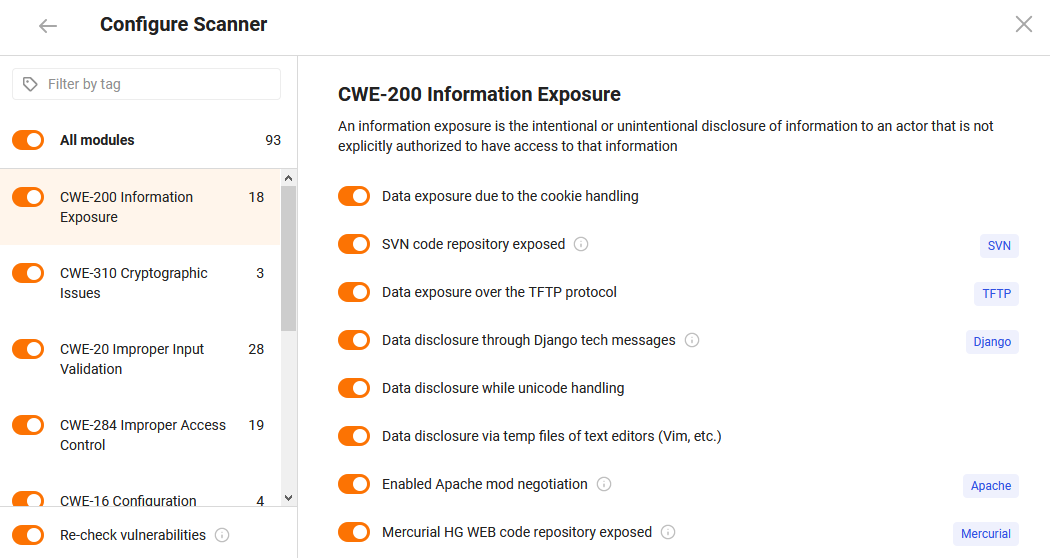 Configure Scanner
Filter by tag
All modules 93
CWE-200 Information 18
Exposure
CWE-310 Cryptographic 3
Issues
CWE-20 Improper Input 28
Validation
CWE-284 Improper Access 19
Control
CWE-16 Configuration 4
Re-check vulnerabilities
CWE-200 Information Exposure
An information exposure is the intentional or unintentional disclosure of information to an actor that is not
explicitly authorized to have access to that information
Data exposure due to the cookie handling
SVN code repository exposed SVN
Data exposure over the TFTP protocol TFTP
Data disclosure through Django tech messages Django
Data disclosure while unicode handling
Data disclosure via temp files of text editors (Vim, etc.)
Enabled Apache mod negotiation Apache
Mercurial HG WEB code repository exposed Mercurial